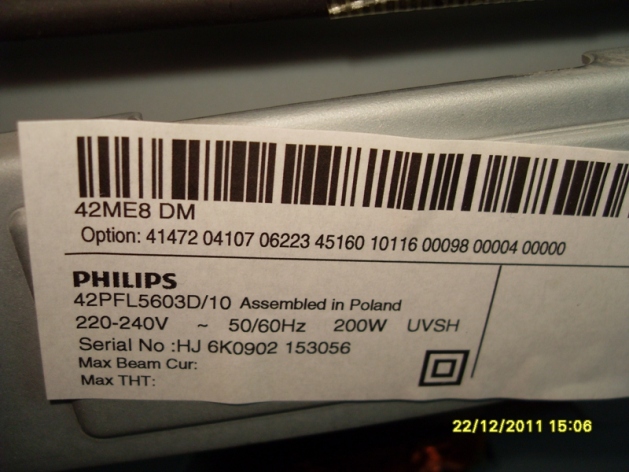 42ME8 DM
Option: 41472 04107 06223 45160 10116 00098 00004 00000
PHILIPS
42PFL5603D/10 Assembled in Poland
220-240V ~ 50/60Hz 200W UVSH
Serial No :HJ 6K0902 153056
Max Beam Cur:
Max THT:
22/12/2011 15:06